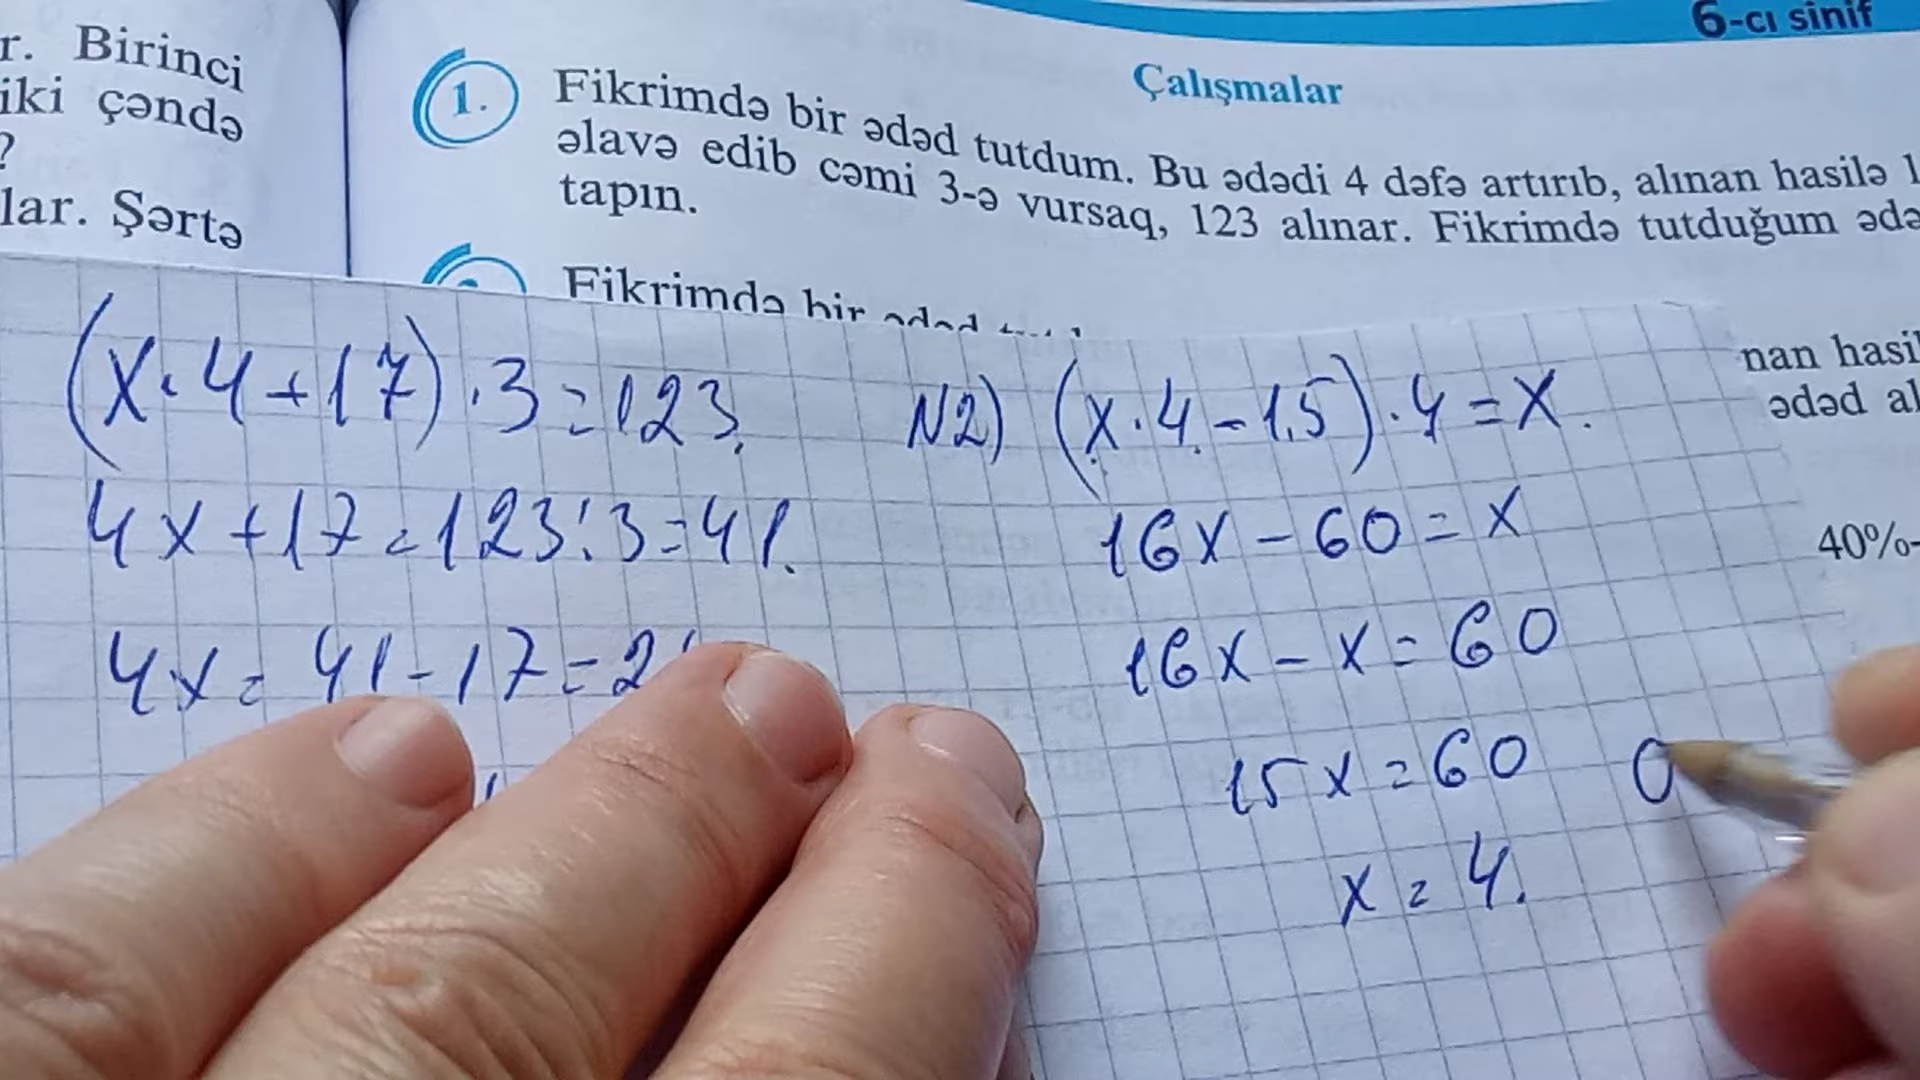 6-cı sinif
r. Birinci
iki çəndə
?
lar. Şərtə
Çalışmalar
1. Fikrimdə bir ədəd tutdum. Bu ədədi 4 dəfə artırıb, alınan hasilə 1
əlavə edib cəmi 3-ə vursaq, 123 alınar. Fikrimdə tutduğum ədə
tapın.
Fikrimdə bir ədəd
nan hasil
ədəd al
40%-
(x·4+17)·3=123.
4x+17=123:3=41.
4x=41-17=2
N2) (x·4-15)·4=x.
16x-60=x
16x-x=60
15x=60
x=4.